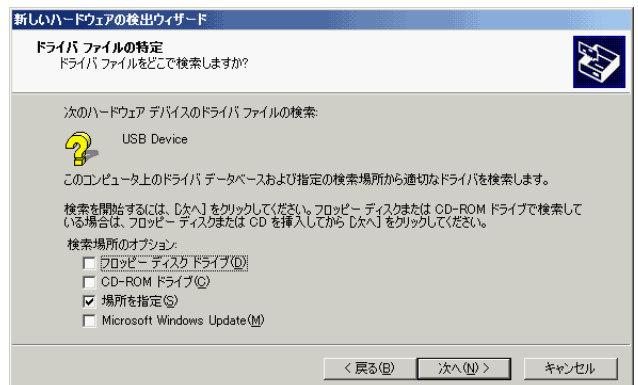 新しいハードウェアの検出ウィザード
ドライバ ファイルの特定
ドライバ ファイルをどこで検索しますか?
次のハードウェア デバイスのドライバ ファイルの検索:
USB Device
このコンピュータ上のドライバ データベースおよび指定の検索場所から適切なドライバを検索します。
検索を開始するには、[次へ] をクリックしてください。フロッピー ディスクまたは CD-ROM ドライブで検索して
いる場合は、フロッピー ディスクまたは CD を挿入してから [次へ] をクリックしてください。
検索場所のオプション:
フロッピー ディスク ドライブ(D)
CD-ROM ドライブ(C)
場所を指定(S)
Microsoft Windows Update(M)
< 戻る(B) 次へ(N) > キャンセル